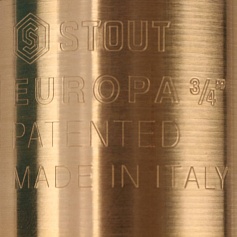 STOUT
EUROPA 3/4"
PATENTED
MADE IN ITALY